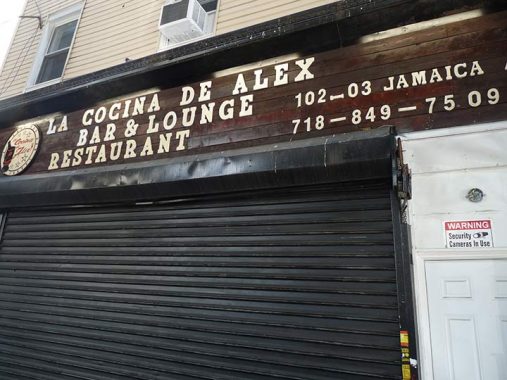 LA COCINA DE ALEX
BAR & LOUNGE
RESTAURANT
102-03 JAMAICA A
718-849-7509
WARNING
Security
Cameras In Use